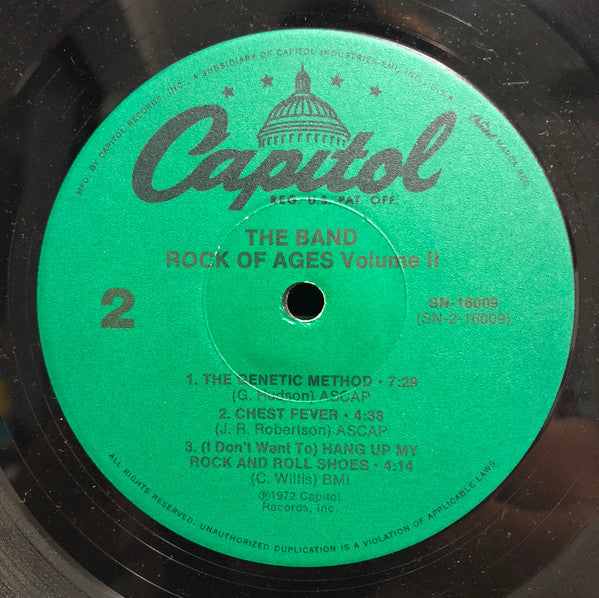 MFD. BY CAPITOL RECORDS, INC., A SUBSIDIARY OF CAPITOL INDUSTRIES-EMI, INC., U.S.A.
Capitol MARCA REG.
Capitol
REG. U.S. PAT. OFF.
THE BAND
ROCK OF AGES Volume II
2
SN-16009
(SN-2-16009)
1. THE GENETIC METHOD • 7:29
(G. Hudson) ASCAP
2. CHEST FEVER • 4:38
(J. R. Robertson) ASCAP
3. (I Don't Want To) HANG UP MY
ROCK AND ROLL SHOES • 4:14
(C. Willis) BMI
℗1972 Capitol
Records, Inc.
ALL RIGHTS RESERVED. UNAUTHORIZED DUPLICATION IS A VIOLATION OF APPLICABLE LAWS.